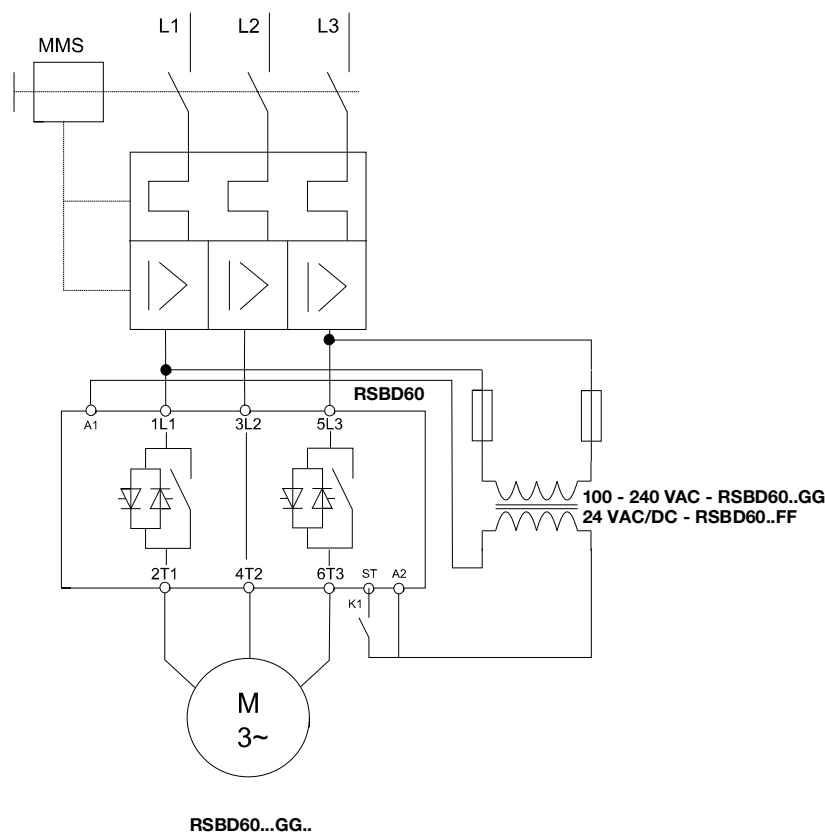 L1 L2 L3
MMS
RSBD60
A1 1L1 3L2 5L3
100 - 240 VAC - RSBD60..GG
24 VAC/DC - RSBD60..FF
2T1 4T2 6T3 ST A2
K1
M
3~
RSBD60...GG..